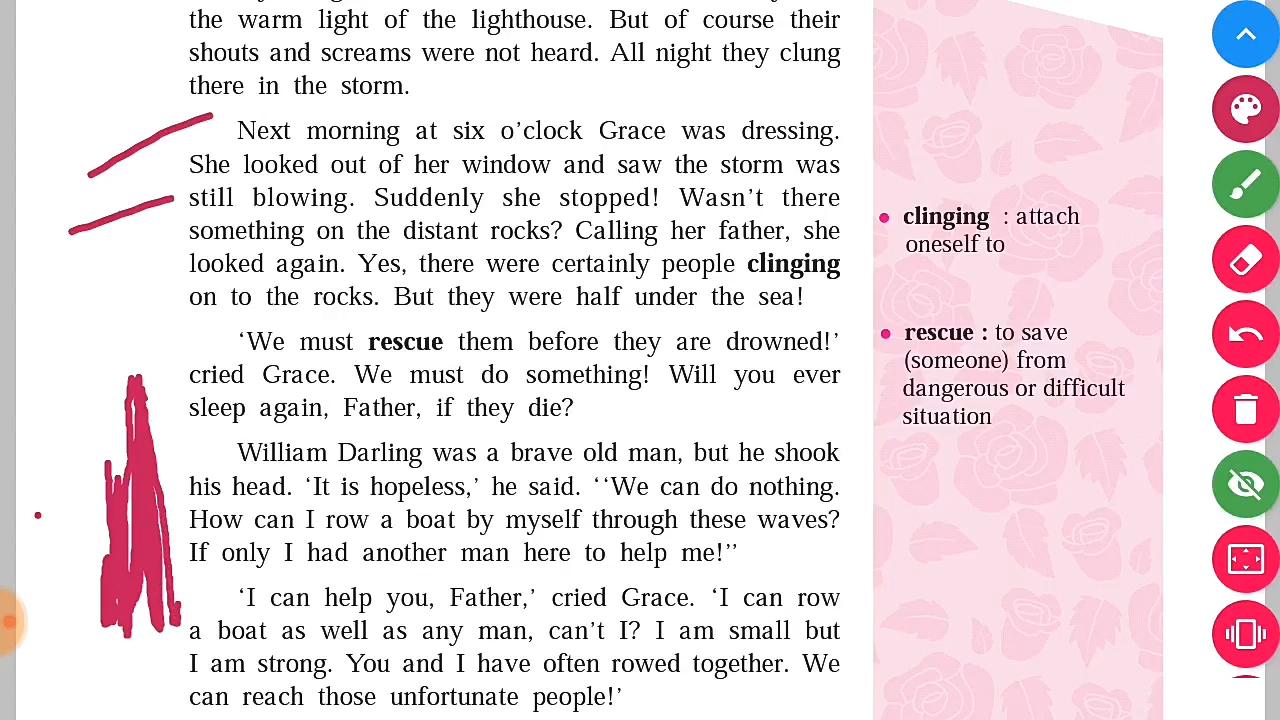 the warm light of the lighthouse. But of course their
shouts and screams were not heard. All night they clung
there in the storm.
Next morning at six o’clock Grace was dressing.
She looked out of her window and saw the storm was
still blowing. Suddenly she stopped! Wasn’t there
something on the distant rocks? Calling her father, she
looked again. Yes, there were certainly people clinging
on to the rocks. But they were half under the sea!
‘We must rescue them before they are drowned!’
cried Grace. We must do something! Will you ever
sleep again, Father, if they die?
William Darling was a brave old man, but he shook
his head. ‘It is hopeless,’ he said. ‘‘We can do nothing.
How can I row a boat by myself through these waves?
If only I had another man here to help me!’’
‘I can help you, Father,’ cried Grace. ‘I can row
a boat as well as any man, can’t I? I am small but
I am strong. You and I have often rowed together. We
can reach those unfortunate people!’
• clinging : attach
oneself to
• rescue : to save
(someone) from
dangerous or difficult
situation